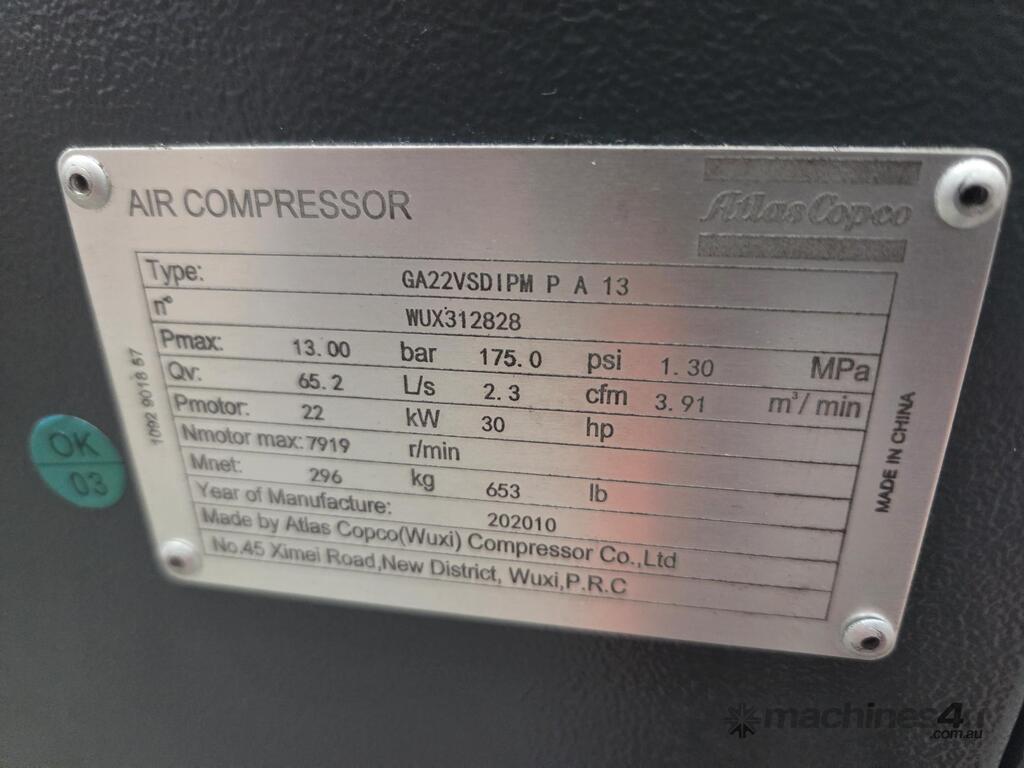 AIR COMPRESSOR
Atlas Copco
Type: GA22VSDIPM P A 13
n° WUX312828
Pmax: 13.00 bar 175.0 psi 1.30 MPa
Qv: 65.2 L/s 2.3 cfm 3.91 m³/min
Pmotor: 22 kW 30 hp
Nmotor max: 7919 r/min
Mnet: 296 kg 653 lb
Year of Manufacture: 202010
Made by Atlas Copco(Wuxi) Compressor Co.,Ltd
No.45 Ximei Road,New District, Wuxi,P.R.C
1092 9018 57
MADE IN CHINA
OK
03
machines4u
.com.au